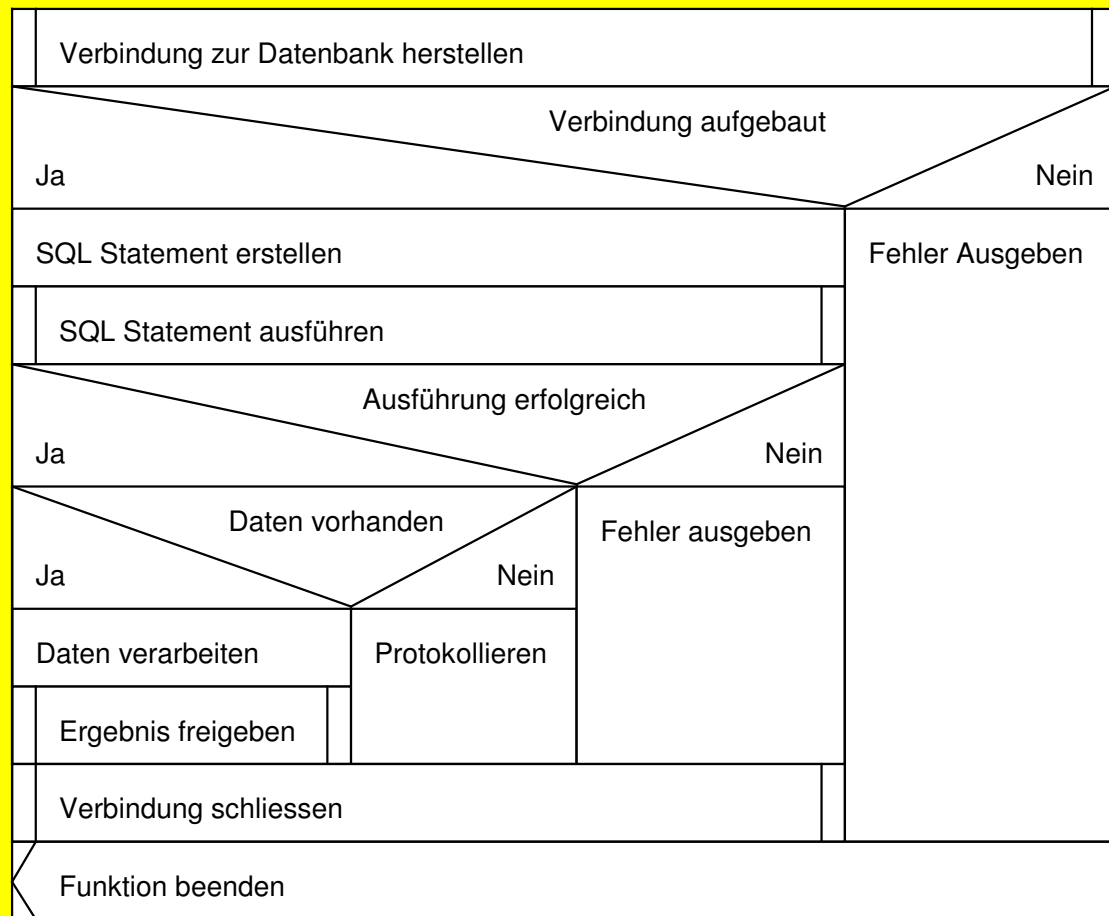 Verbindung zur Datenbank herstellen
Verbindung aufgebaut
Ja
Nein
SQL Statement erstellen
Fehler Ausgeben
SQL Statement ausführen
Ausführung erfolgreich
Ja
Nein
Daten vorhanden
Fehler ausgeben
Ja
Nein
Daten verarbeiten
Protokollieren
Ergebnis freigeben
Verbindung schliessen
Funktion beenden